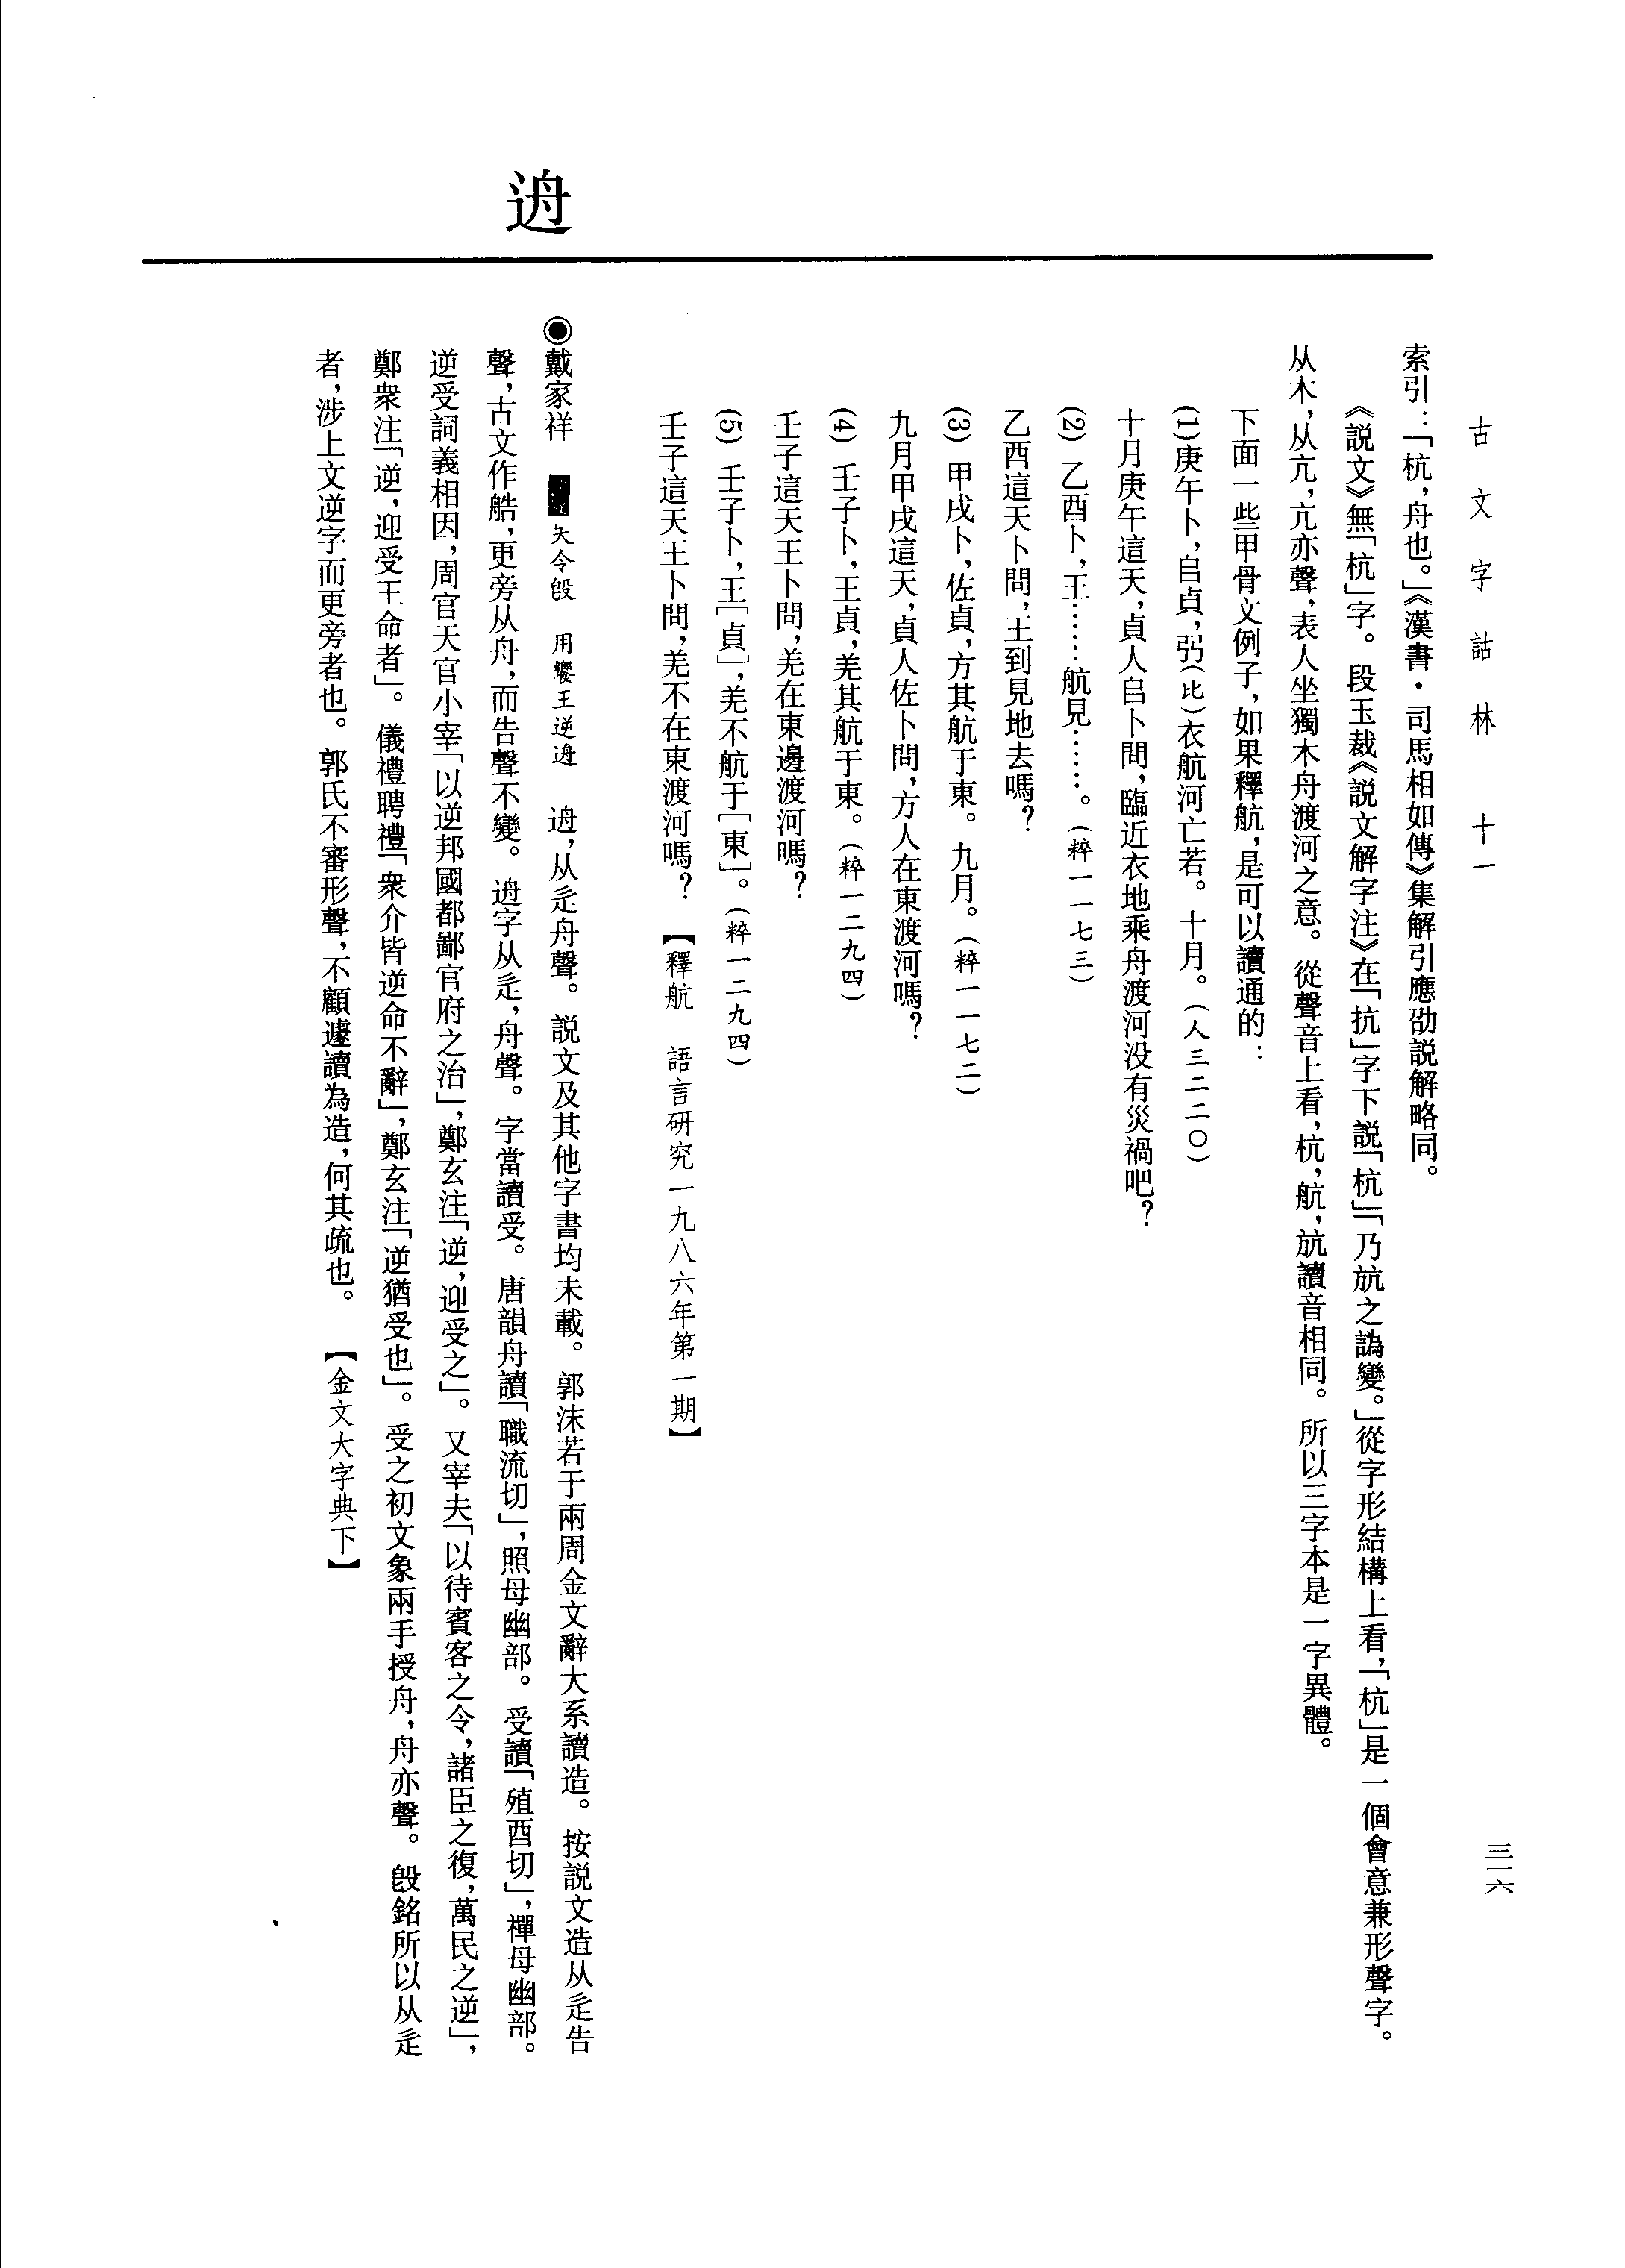 古文字詁林 十一
三一六
索引：「杭，舟也。」《漢書·司馬相如傳》集解引應劭説解略同。
《説文》無「杭」字。段玉裁《説文解字注》在「抗」字下説「杭」「乃斻之譌變。」從字形結構上看，「杭」是一個會意兼形聲字。
从木，从亢，亢亦聲，表人坐獨木舟渡河之意。從聲音上看，杭，航，斻讀音相同。所以三字本是一字異體。
下面一些甲骨文例子，如果釋航，是可以讀通的：
(1)庚午卜，𠂤貞，弜(比)衣航河亡若。十月。(人三二二〇)
十月庚午這天，貞人𠂤卜問，臨近衣地乘舟渡河没有災禍吧？
(2) 乙酉卜，王……航見……。(粹一一七三)
乙酉這天卜問，王到見地去嗎？
(3) 甲戌卜，佐貞，方其航于東。九月。(粹一一七二)
九月甲戌這天，貞人佐卜問，方人在東渡河嗎？
(4) 壬子卜，王貞，羌其航于東。(粹一二九四)
壬子這天王卜問，羌在東邊渡河嗎？
(5) 壬子卜，王［貞］，羌不航于［東］。(粹一二九四)
壬子這天王卜問，羌不在東渡河嗎？【釋航 語言研究一九八六年第一期】
逰
◉戴家祥 夨令𣪘 用饗王逆 从辵舟聲。説文及其他字書均未載。郭沫若于兩周金文辭大系讀造。按説文造从辵告
聲，古文作艁，更旁从舟，而告聲不變。字从辵，舟聲。字當讀受。唐韻舟讀「職流切」，照母幽部。受讀「殖酉切」，禪母幽部。
逆受詞義相因，周官天官小宰「以逆邦國都鄙官府之治」，鄭玄注「逆，迎受之」。又宰夫「以待賓客之令，諸臣之復，萬民之逆」，
鄭衆注「逆，迎受王命者」。儀禮聘禮「衆介皆逆命不辭」，鄭玄注「逆猶受也」。受之初文象兩手授舟，舟亦聲。𣪘銘所以从辵
者，涉上文逆字而更旁者也。郭氏不審形聲，不顧遽讀為造，何其疏也。【金文大字典下】